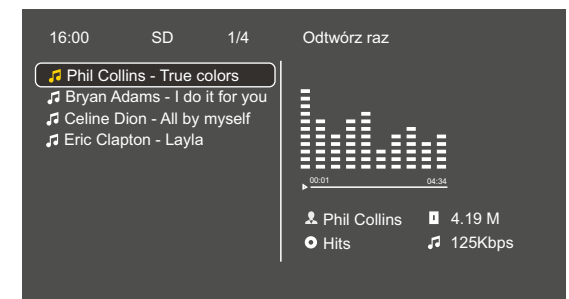 16:00 SD 1/4 Odtwórz raz
Phil Collins - True colors
Bryan Adams - I do it for you
Celine Dion - All by myself
Eric Clapton - Layla
00:01 04:34
Phil Collins 4.19 M
Hits 125Kbps